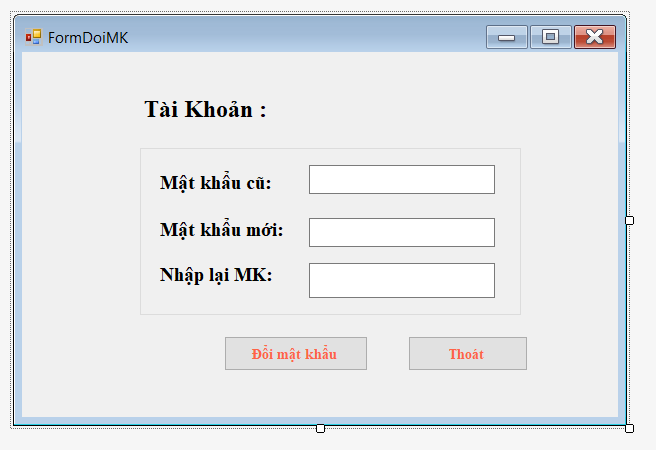 FormDoiMK
Tài Khoản :
Mật khẩu cũ:
Mật khẩu mới:
Nhập lại MK:
Đổi mật khẩu
Thoát